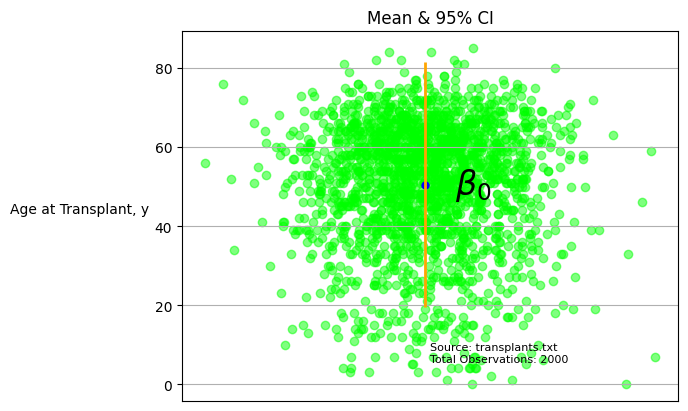 Mean & 95% CI
80
60
β₀
Age at Transplant, y
40
20
Source: transplants.txt
Total Observations: 2000
0